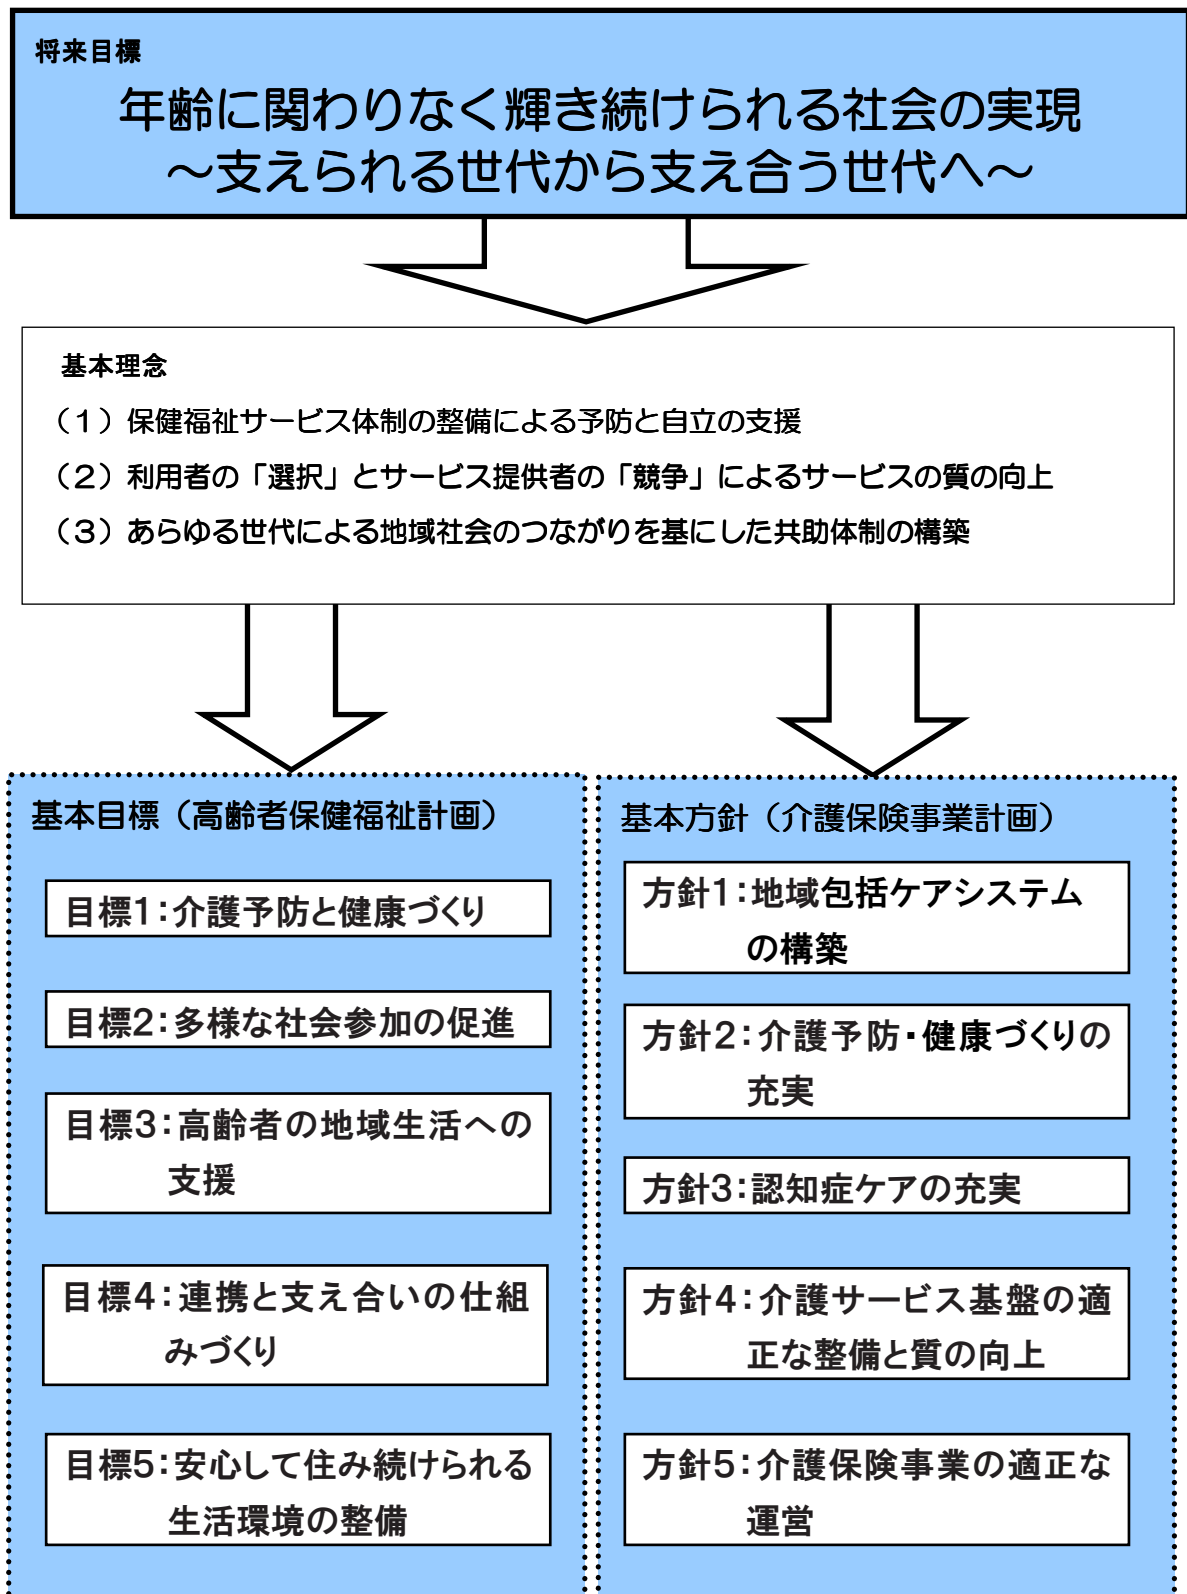 将来目標
年齢に関わりなく輝き続けられる社会の実現
～支えられる世代から支え合う世代へ～
基本理念
（１）保健福祉サービス体制の整備による予防と自立の支援
（２）利用者の「選択」とサービス提供者の「競争」によるサービスの質の向上
（３）あらゆる世代による地域社会のつながりを基にした共助体制の構築
基本目標（高齢者保健福祉計画）
目標1：介護予防と健康づくり
目標2：多様な社会参加の促進
目標3：高齢者の地域生活への
支援
目標4：連携と支え合いの仕組
みづくり
目標5：安心して住み続けられる
生活環境の整備
基本方針（介護保険事業計画）
方針1：地域包括ケアシステム
の構築
方針2：介護予防・健康づくりの
充実
方針3：認知症ケアの充実
方針4：介護サービス基盤の適
正な整備と質の向上
方針5：介護保険事業の適正な
運営